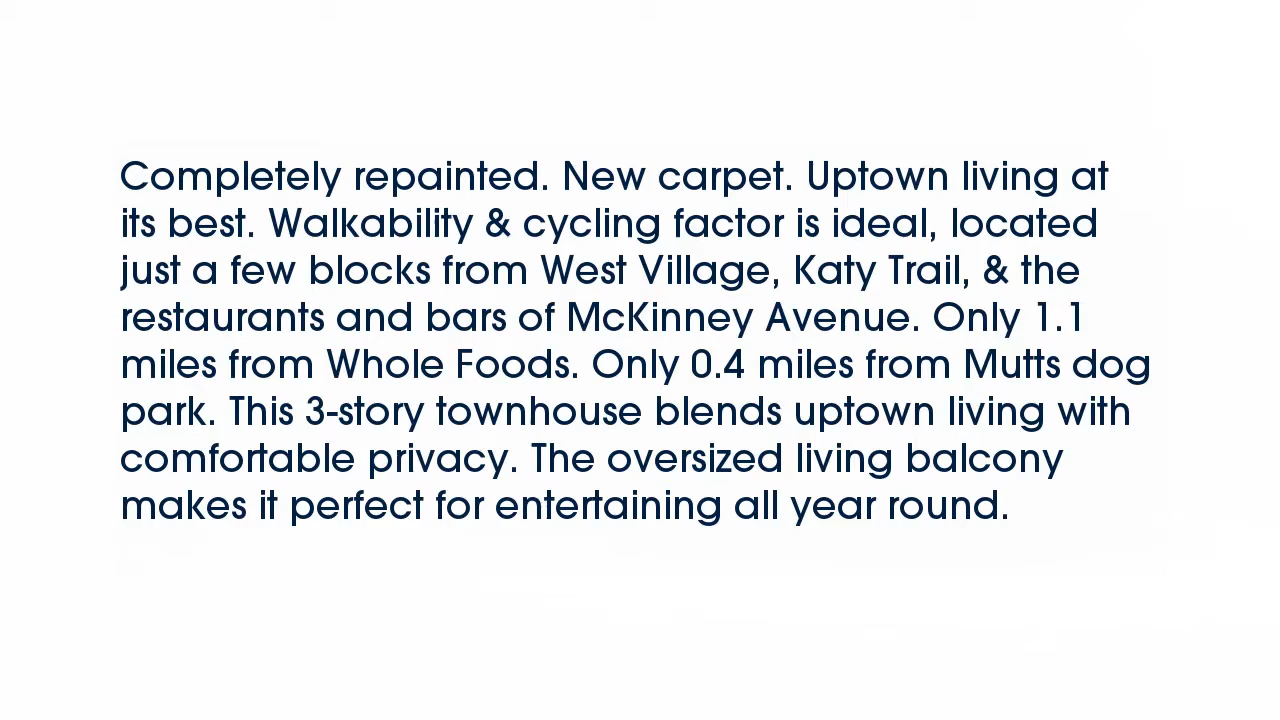 Completely repainted. New carpet. Uptown living at
its best. Walkability & cycling factor is ideal, located
just a few blocks from West Village, Katy Trail, & the
restaurants and bars of McKinney Avenue. Only 1.1
miles from Whole Foods. Only 0.4 miles from Mutts dog
park. This 3-story townhouse blends uptown living with
comfortable privacy. The oversized living balcony
makes it perfect for entertaining all year round.